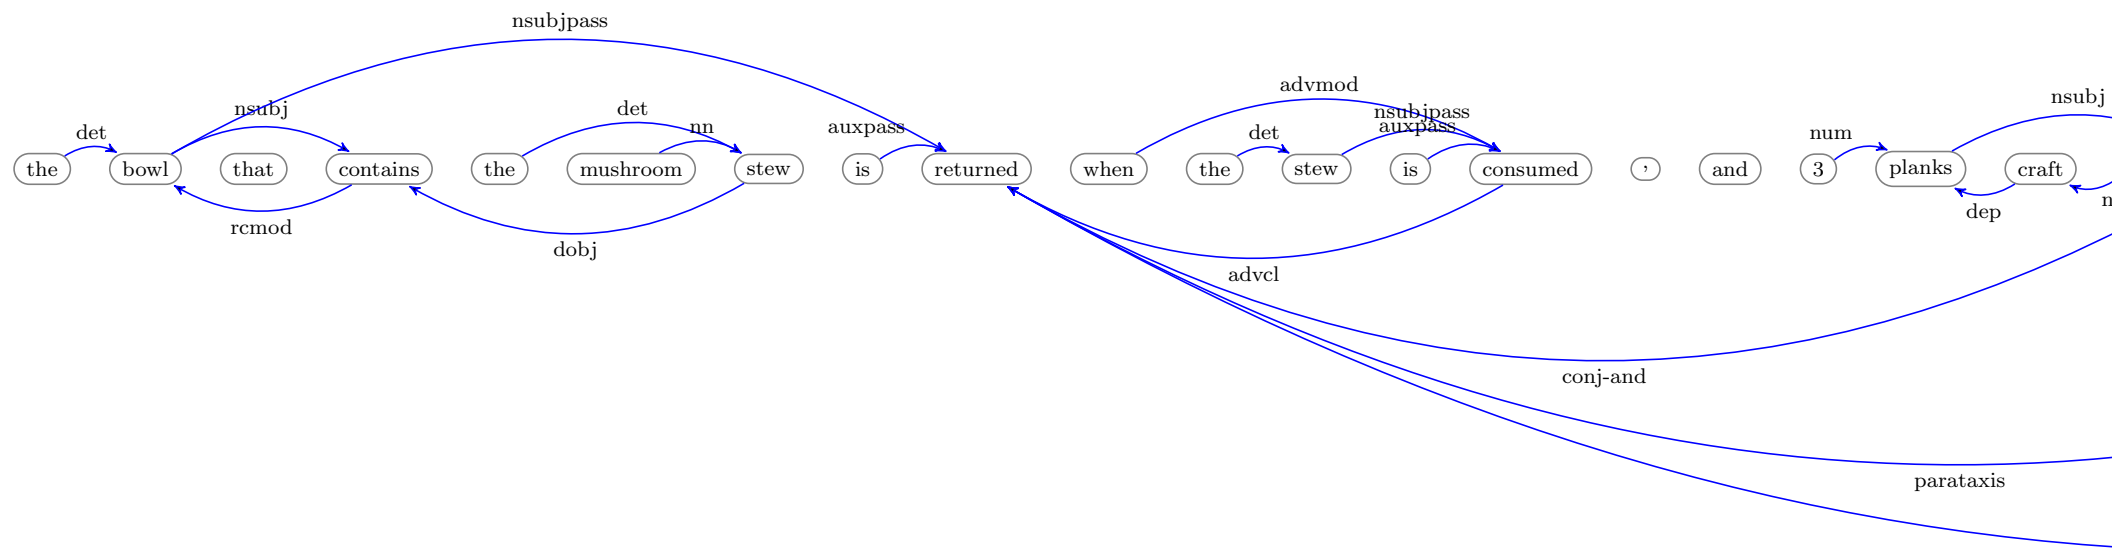 nsubjpass
advmod
nsubj det nsubjpass nsubj
det nn auxpass det auxpass num
the bowl that contains the mushroom stew is returned when the stew is consumed , and 3 planks craft
rcmod dep n
dobj
advcl
conj-and
parataxis